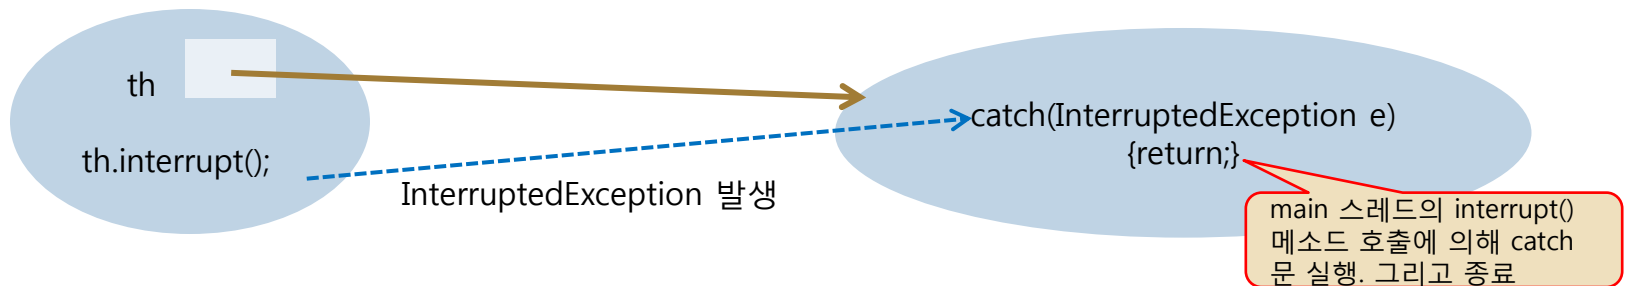 th
th.interrupt();
InterruptedException 발생
catch(InterruptedException e)
{return;}
main 스레드의 interrupt()
메소드 호출에 의해 catch
문 실행. 그리고 종료